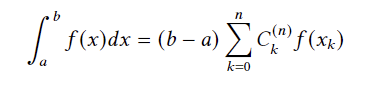 ∫_a^b f(x)dx = (b − a) ∑_{k=0}^{n} C_k^{(n)} f(x_k)